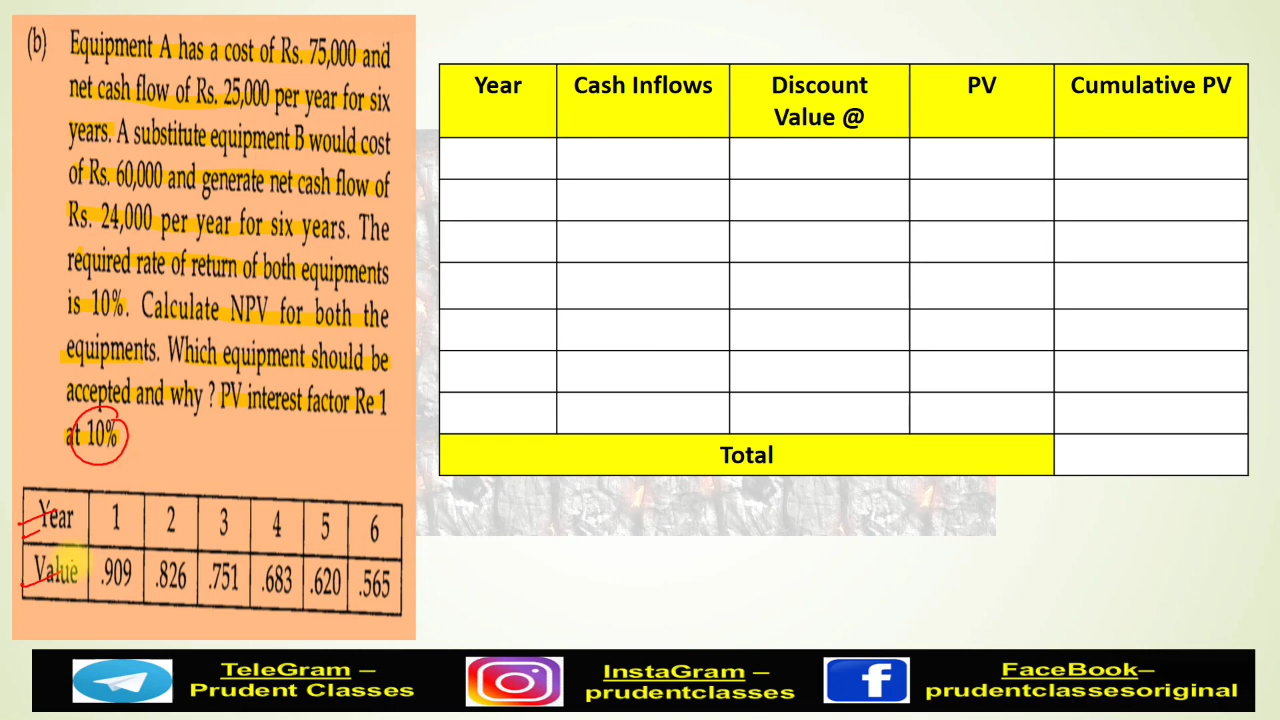 (b) Equipment A has a cost of Rs. 75,000 and
net cash flow of Rs. 25,000 per year for six
years. A substitute equipment B would cost
of Rs. 60,000 and generate net cash flow of
Rs. 24,000 per year for six years. The
required rate of return of both equipments
is 10%. Calculate NPV for both the
equipments. Which equipment should be
accepted and why ? PV interest factor Re 1
at 10%
Year 1 2 3 4 5 6
Value .909 .826 .751 .683 .620 .565
Year Cash Inflows Discount PV Cumulative PV
Value @
Total
TeleGram –
Prudent Classes
InstaGram –
prudentclasses
FaceBook–
prudentclassesoriginal